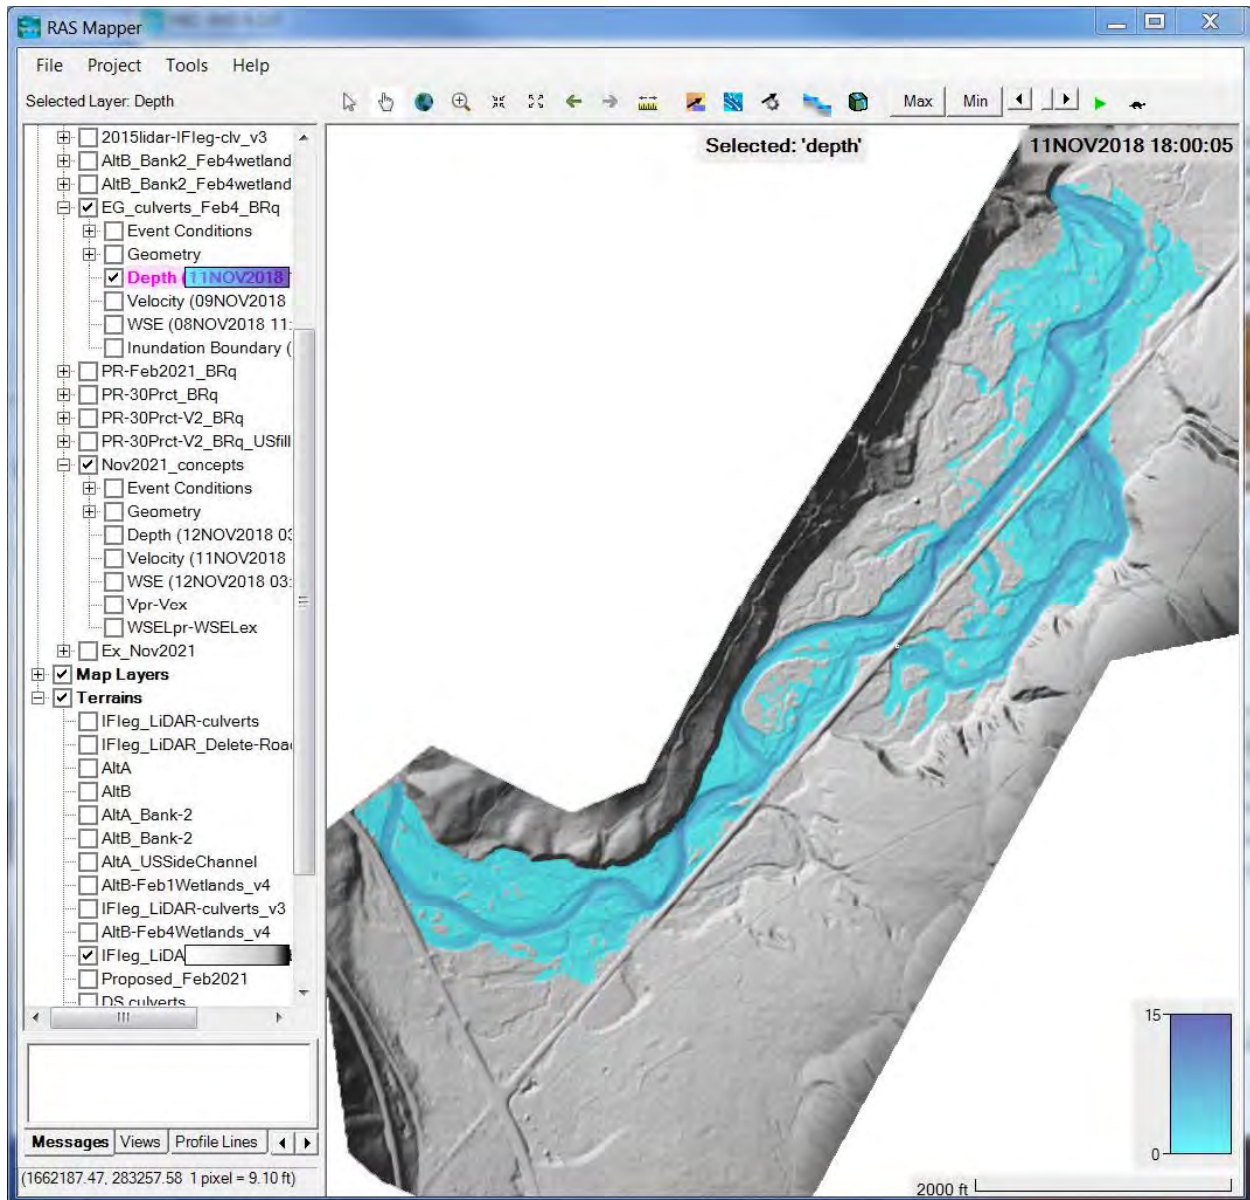 RAS Mapper
File Project Tools Help
Selected Layer: Depth
Max Min
2015lidar-IFleg-clv_v3
AltB_Bank2_Feb4wetland
AltB_Bank2_Feb4wetland
EG_culverts_Feb4_BRq
Event Conditions
Geometry
Depth (11NOV2018
Velocity (09NOV2018
WSE (08NOV2018 11:
Inundation Boundary (
PR-Feb2021_BRq
PR-30Prct_BRq
PR-30Prct-V2_BRq
PR-30Prct-V2_BRq_USfill
Nov2021_concepts
Event Conditions
Geometry
Depth (12NOV2018 03:
Velocity (11NOV2018
WSE (12NOV2018 03:
Vpr-Vex
WSELpr-WSELex
Ex_Nov2021
Map Layers
Terrains
IFleg_LiDAR-culverts
IFleg_LiDAR_Delete-Road
AltA
AltB
AltA_Bank-2
AltB_Bank-2
AltA_USSideChannel
AltB-Feb1Wetlands_v4
IFleg_LiDAR-culverts_v3
AltB-Feb4Wetlands_v4
IFleg_LiDA
Proposed_Feb2021
DS culverts
Messages Views Profile Lines
(1662187.47, 283257.58 1 pixel = 9.10 ft)
Selected: 'depth'
11NOV2018 18:00:05
15
0
2000 ft